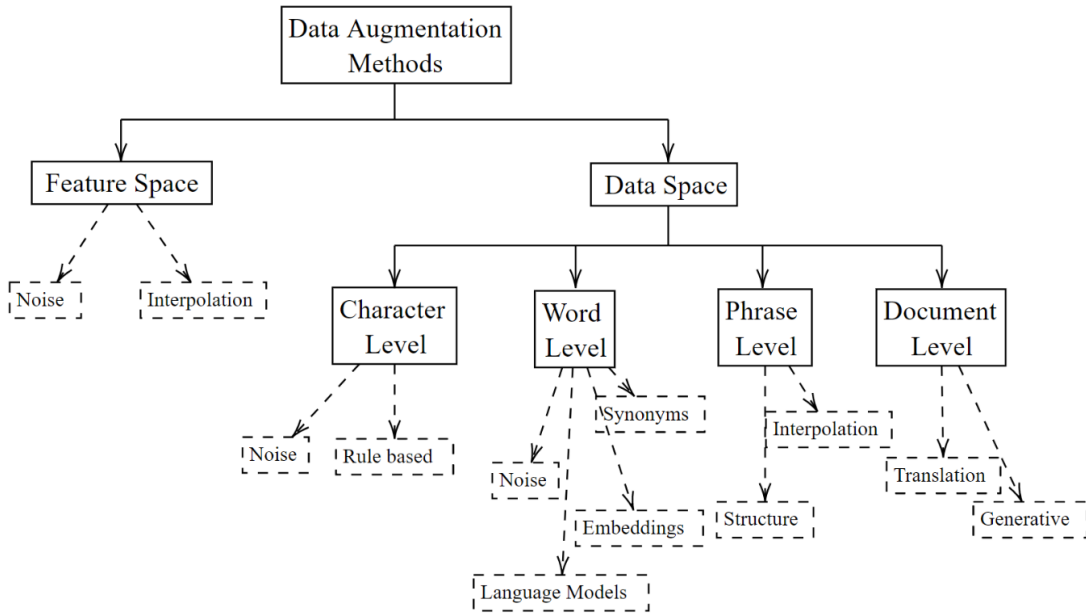 Data Augmentation
Methods
Feature Space
Data Space
Noise
Interpolation
Character
Level
Word
Level
Phrase
Level
Document
Level
Synonyms
Interpolation
Noise
Rule based
Noise
Translation
Embeddings
Structure
Generative
Language Models